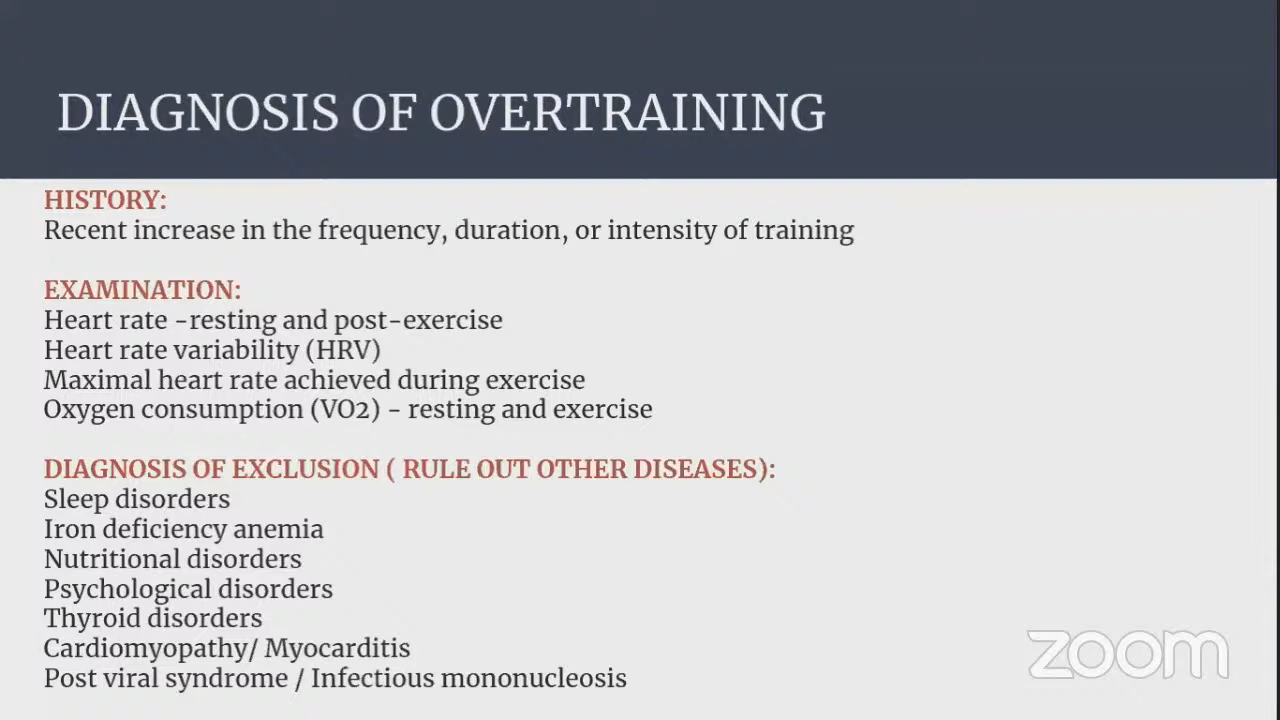 DIAGNOSIS OF OVERTRAINING
HISTORY:
Recent increase in the frequency, duration, or intensity of training
EXAMINATION:
Heart rate -resting and post-exercise
Heart rate variability (HRV)
Maximal heart rate achieved during exercise
Oxygen consumption (VO2) - resting and exercise
DIAGNOSIS OF EXCLUSION ( RULE OUT OTHER DISEASES):
Sleep disorders
Iron deficiency anemia
Nutritional disorders
Psychological disorders
Thyroid disorders
Cardiomyopathy/ Myocarditis
Post viral syndrome / Infectious mononucleosis
zoom